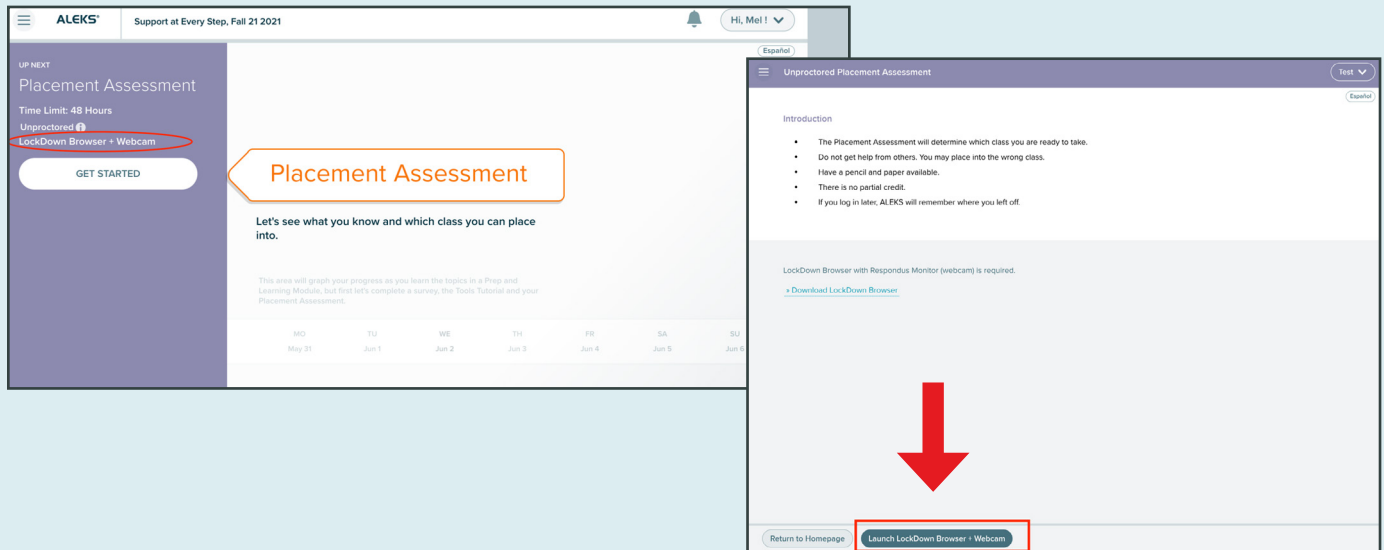 ALEKS®
Support at Every Step, Fall 21 2021
Hi, Mel !
Español
UP NEXT
Placement Assessment
Time Limit: 48 Hours
Unproctored
LockDown Browser + Webcam
GET STARTED
Placement Assessment
Let's see what you know and which class you can place
into.
This area will graph your progress as you learn the topics in a Prep and
Learning Module, but first let's complete a survey, the Tools Tutorial and your
Placement Assessment.
MO TU WE TH FR SA SU
May 31 Jun 1 Jun 2 Jun 3 Jun 4 Jun 5 Jun 6
Unproctored Placement Assessment
Test
Español
Introduction
• The Placement Assessment will determine which class you are ready to take.
• Do not get help from others. You may place into the wrong class.
• Have a pencil and paper available.
• There is no partial credit.
• If you log in later, ALEKS will remember where you left off.
LockDown Browser with Respondus Monitor (webcam) is required.
» Download LockDown Browser
Return to Homepage
Launch LockDown Browser + Webcam